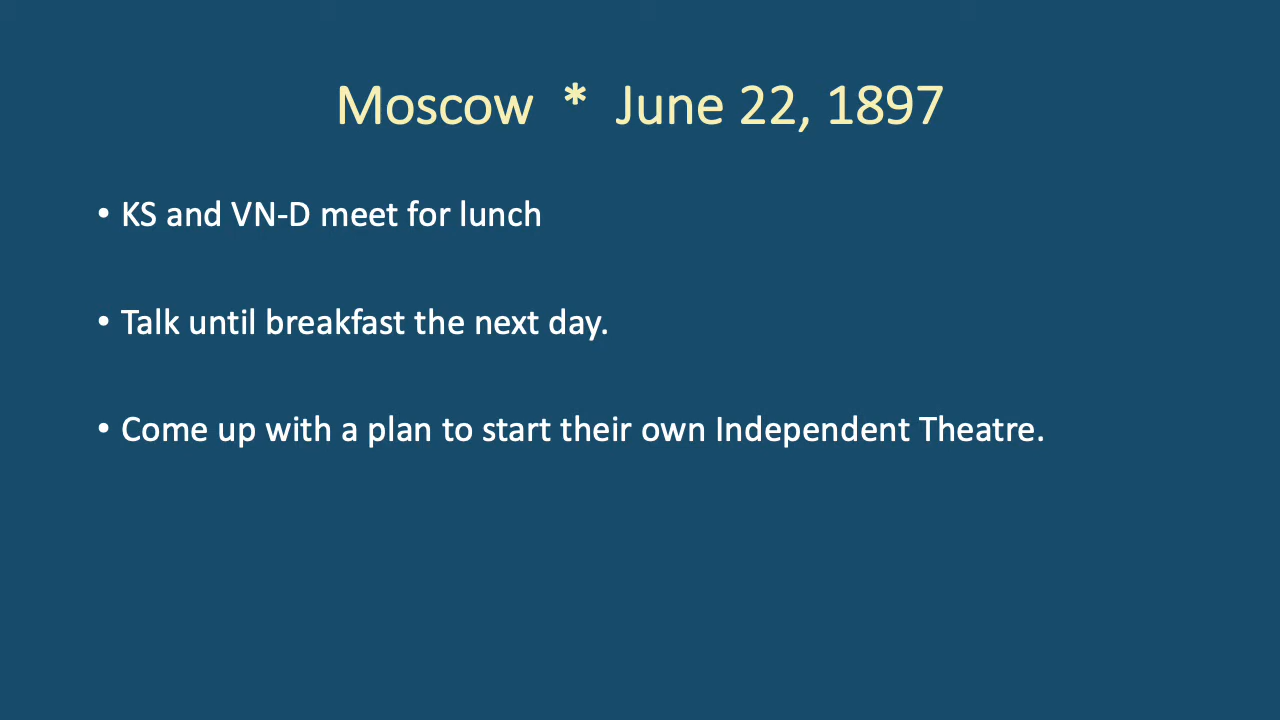 Moscow * June 22, 1897
• KS and VN-D meet for lunch
• Talk until breakfast the next day.
• Come up with a plan to start their own Independent Theatre.